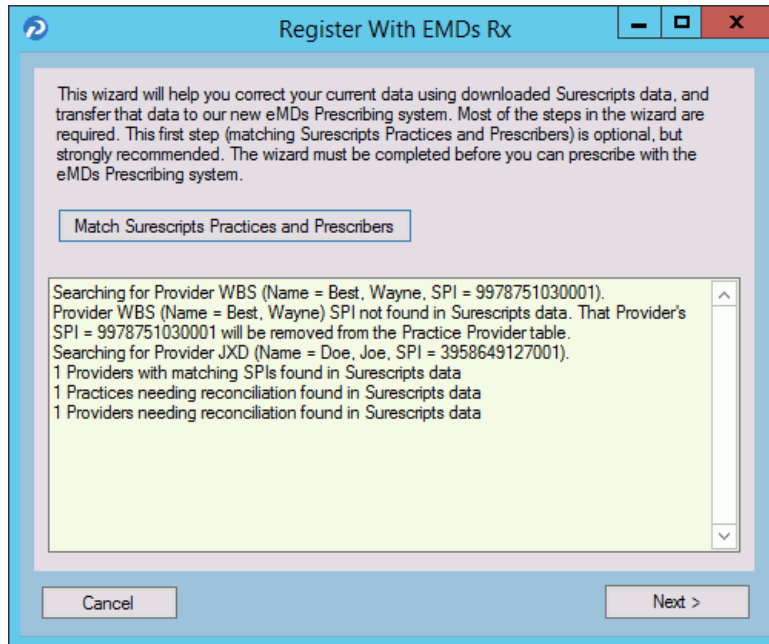 Register With EMDs Rx
This wizard will help you correct your current data using downloaded Surescripts data, and
transfer that data to our new eMDs Prescribing system. Most of the steps in the wizard are
required. This first step (matching Surescripts Practices and Prescribers) is optional, but
strongly recommended. The wizard must be completed before you can prescribe with the
eMDs Prescribing system.
Match Surescripts Practices and Prescribers
Searching for Provider WBS (Name = Best, Wayne, SPI = 9978751030001).
Provider WBS (Name = Best, Wayne) SPI not found in Surescripts data. That Provider's
SPI = 9978751030001 will be removed from the Practice Provider table.
Searching for Provider JXD (Name = Doe, Joe, SPI = 3958649127001).
1 Providers with matching SPIs found in Surescripts data
1 Practices needing reconciliation found in Surescripts data
1 Providers needing reconciliation found in Surescripts data
Cancel
Next >